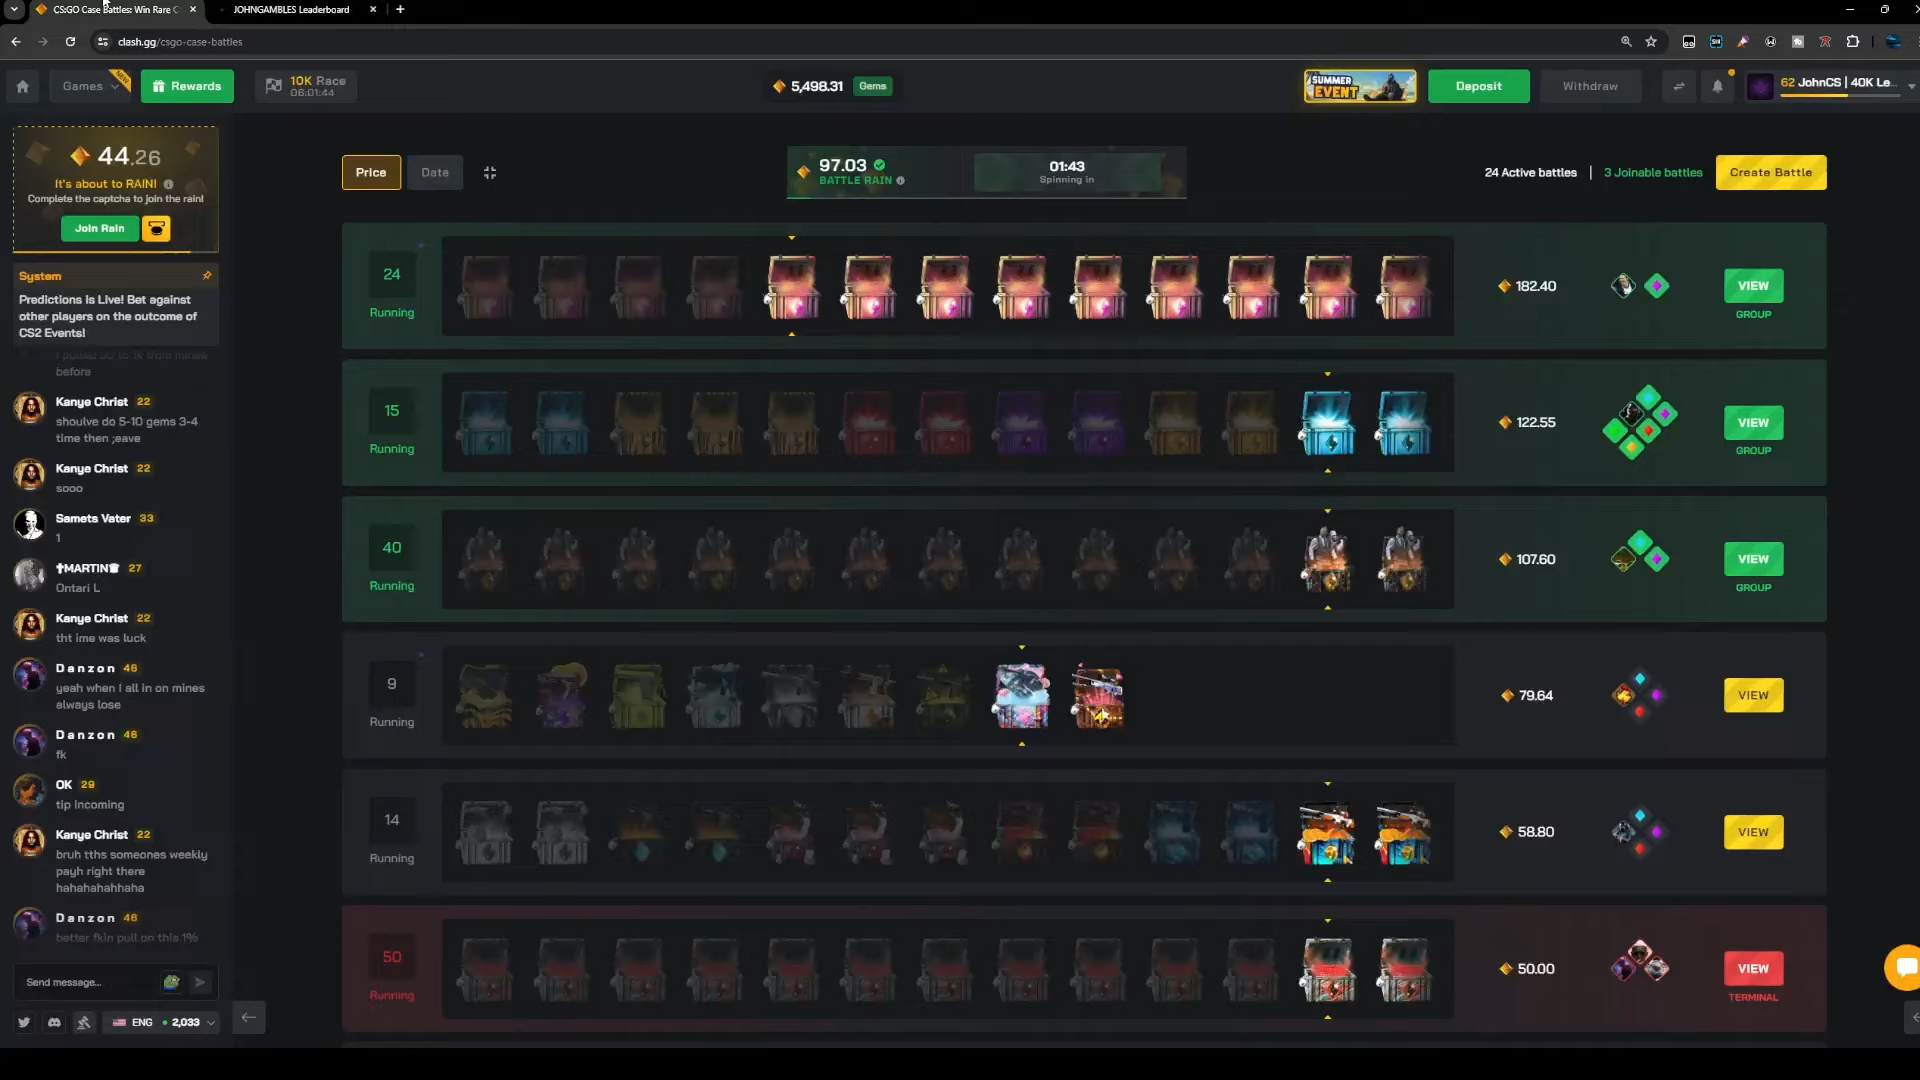 CS:GO Case Battles: Win Rare C
JOHNGAMBLES Leaderboard
clash.gg/csgo-case-battles
Games
NEW
Rewards
10K Race
06:01:44
5,498.31
Gems
SUMMER
EVENT
Deposit
Withdraw
62 JohnCS | 40K Le...
44.26
It's about to RAIN!
Complete the captcha to join the rain!
Join Rain
System
Predictions is Live! Bet against
other players on the outcome of
CS2 Events!
before
Kanye Christ 22
shoulve do 5-10 gems 3-4
time then ;eave
Kanye Christ 22
sooo
Samets Vater 33
1
✝MARTIN♛ 27
Ontari L
Kanye Christ 22
tht ime was luck
Danzon 46
yeah when i all in on mines
always lose
Danzon 46
fk
OK 29
tip incoming
Kanye Christ 22
bruh tths someones weekly
payh right there
hahahahahhaha
Danzon 46
better fkin pull on this 1%
Send message...
ENG
2,033
Price
Date
97.03
BATTLE RAIN
01:43
Spinning in
24 Active battles | 3 Joinable battles
Create Battle
24
Running
182.40
VIEW
GROUP
15
Running
122.55
VIEW
GROUP
40
Running
107.60
VIEW
GROUP
9
Running
79.64
VIEW
14
Running
58.80
VIEW
50
Running
50.00
VIEW
TERMINAL